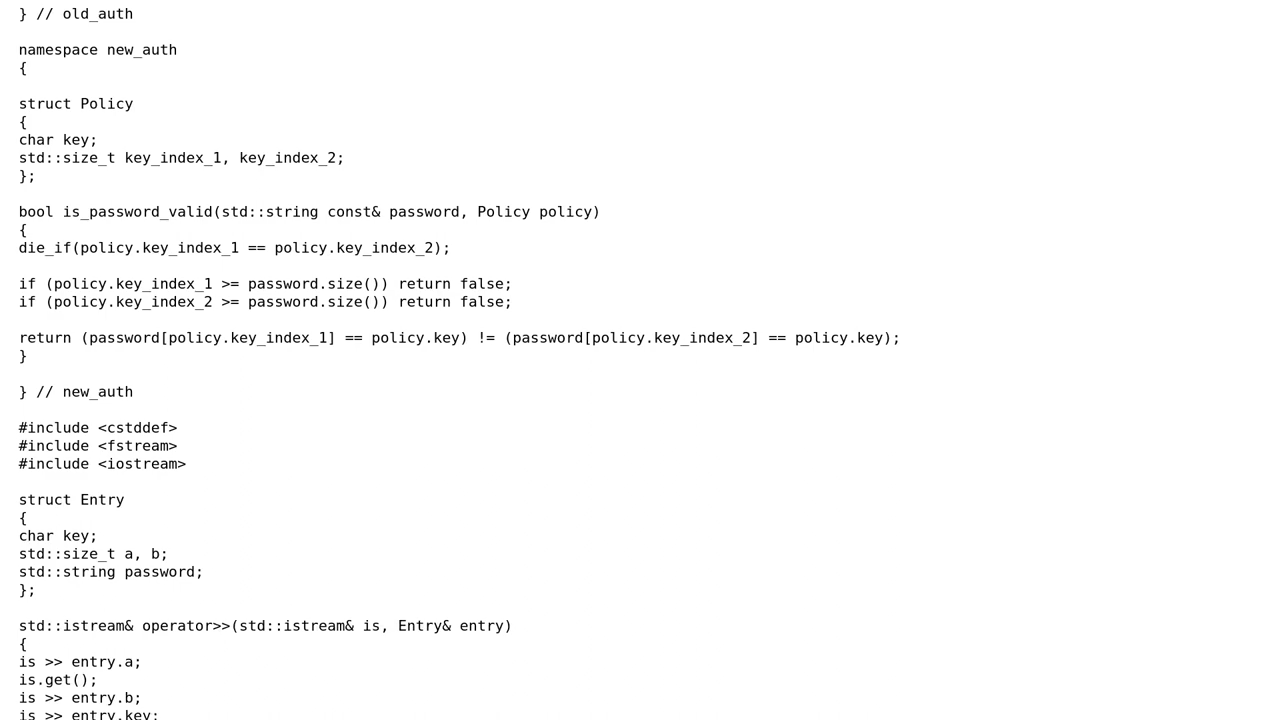 } // old_auth
namespace new_auth
{
struct Policy
{
char key;
std::size_t key_index_1, key_index_2;
};
bool is_password_valid(std::string const& password, Policy policy)
{
die_if(policy.key_index_1 == policy.key_index_2);
if (policy.key_index_1 >= password.size()) return false;
if (policy.key_index_2 >= password.size()) return false;
return (password[policy.key_index_1] == policy.key) != (password[policy.key_index_2] == policy.key);
}
} // new_auth
#include <cstddef>
#include <fstream>
#include <iostream>
struct Entry
{
char key;
std::size_t a, b;
std::string password;
};
std::istream& operator>>(std::istream& is, Entry& entry)
{
is >> entry.a;
is.get();
is >> entry.b;
is >> entry.key;